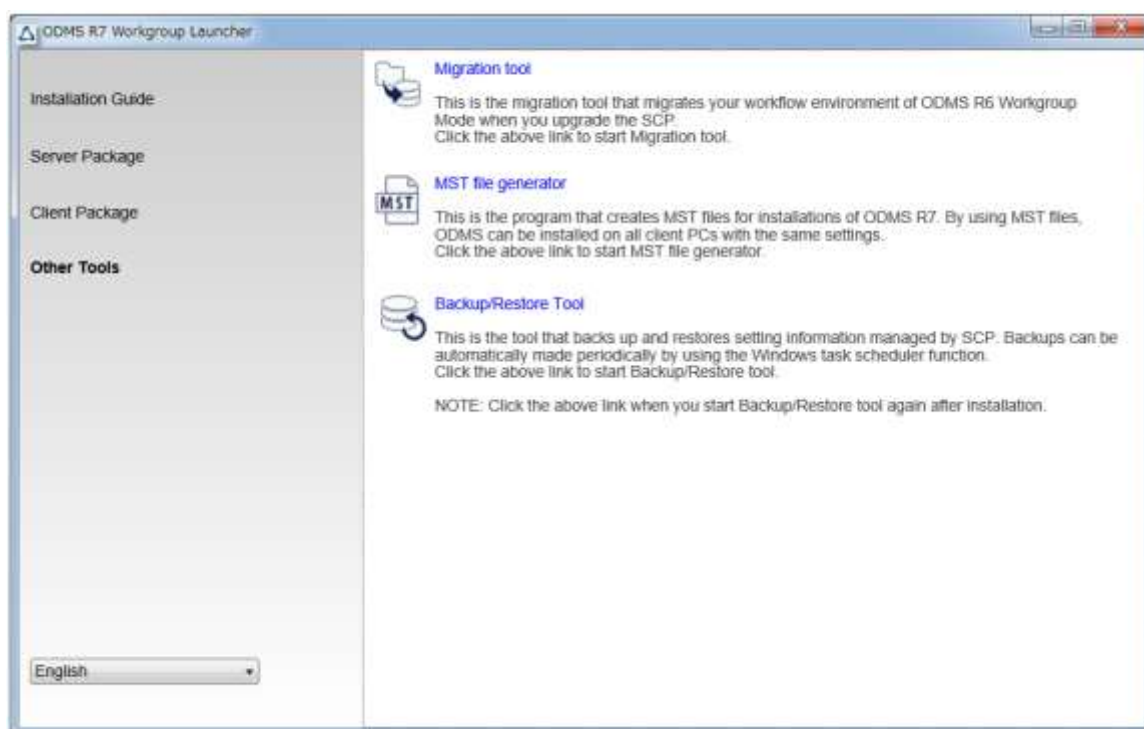 ODMS R7 Workgroup Launcher
Installation Guide
Server Package
Client Package
Other Tools
English
Migration tool
This is the migration tool that migrates your workflow environment of ODMS R6 Workgroup
Mode when you upgrade the SCP.
Click the above link to start Migration tool.
MST
MST file generator
This is the program that creates MST files for installations of ODMS R7. By using MST files,
ODMS can be installed on all client PCs with the same settings.
Click the above link to start MST file generator.
Backup/Restore Tool
This is the tool that backs up and restores setting information managed by SCP. Backups can be
automatically made periodically by using the Windows task scheduler function.
Click the above link to start Backup/Restore tool.
NOTE: Click the above link when you start Backup/Restore tool again after installation.